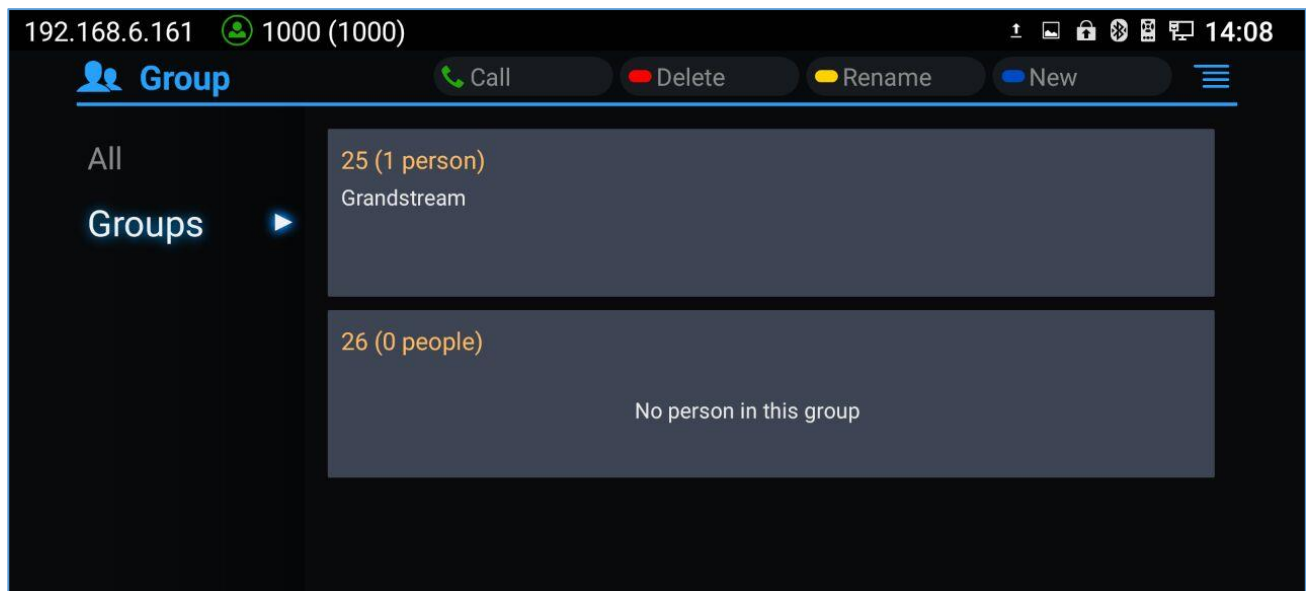 192.168.6.161 1000 (1000) 14:08
Group Call Delete Rename New
All
Groups
25 (1 person)
Grandstream
26 (0 people)
No person in this group